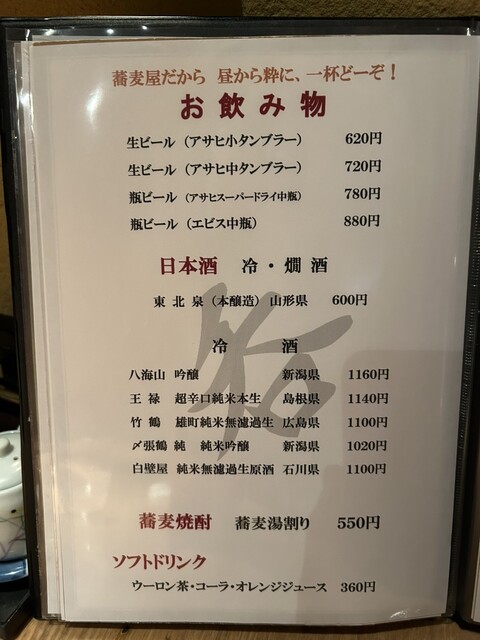 蕎麦屋だから 昼から粋に、一杯どーぞ！
お飲み物
生ビール（アサヒ小タンブラー） 620円
生ビール（アサヒ中タンブラー） 720円
瓶ビール（アサヒスーパードライ中瓶） 780円
瓶ビール（エビス中瓶） 880円
日本酒 冷・燗酒
東北泉（本醸造）山形県 600円
冷酒
八海山 吟醸 新潟県 1160円
王禄 超辛口純米本生 島根県 1140円
竹鶴 雄町純米無濾過生 広島県 1100円
〆張鶴 純 純米吟醸 新潟県 1020円
白壁屋 純米無濾過生原酒 石川県 1100円
蕎麦焼酎 蕎麦湯割り 550円
ソフトドリンク
ウーロン茶・コーラ・オレンジジュース 360円